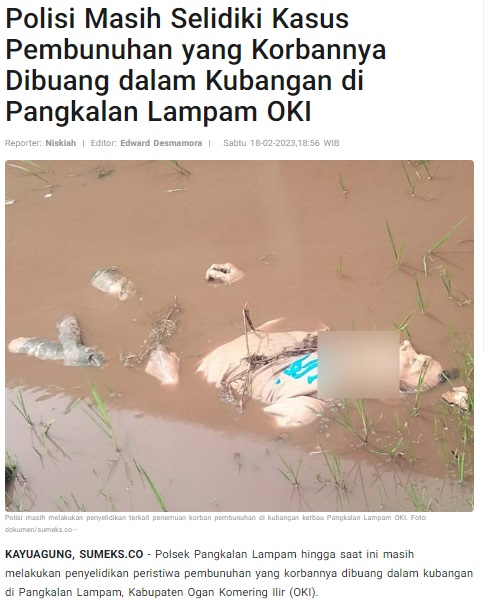 Polisi Masih Selidiki Kasus
Pembunuhan yang Korbannya
Dibuang dalam Kubangan di
Pangkalan Lampam OKI
Reporter: Niskiah | Editor: Edward Desmamora | Sabtu 18-02-2023,18:56 WIB
Polisi masih melakukan penyelidikan terkait penemuan korban pembunuhan di kubangan kerbau Pangkalan Lampam OKI. Foto:
dokumen/sumeks.co--
KAYUAGUNG, SUMEKS.CO - Polsek Pangkalan Lampam hingga saat ini masih
melakukan penyelidikan peristiwa pembunuhan yang korbannya dibuang dalam kubangan
di Pangkalan Lampam, Kabupaten Ogan Komering Ilir (OKI).